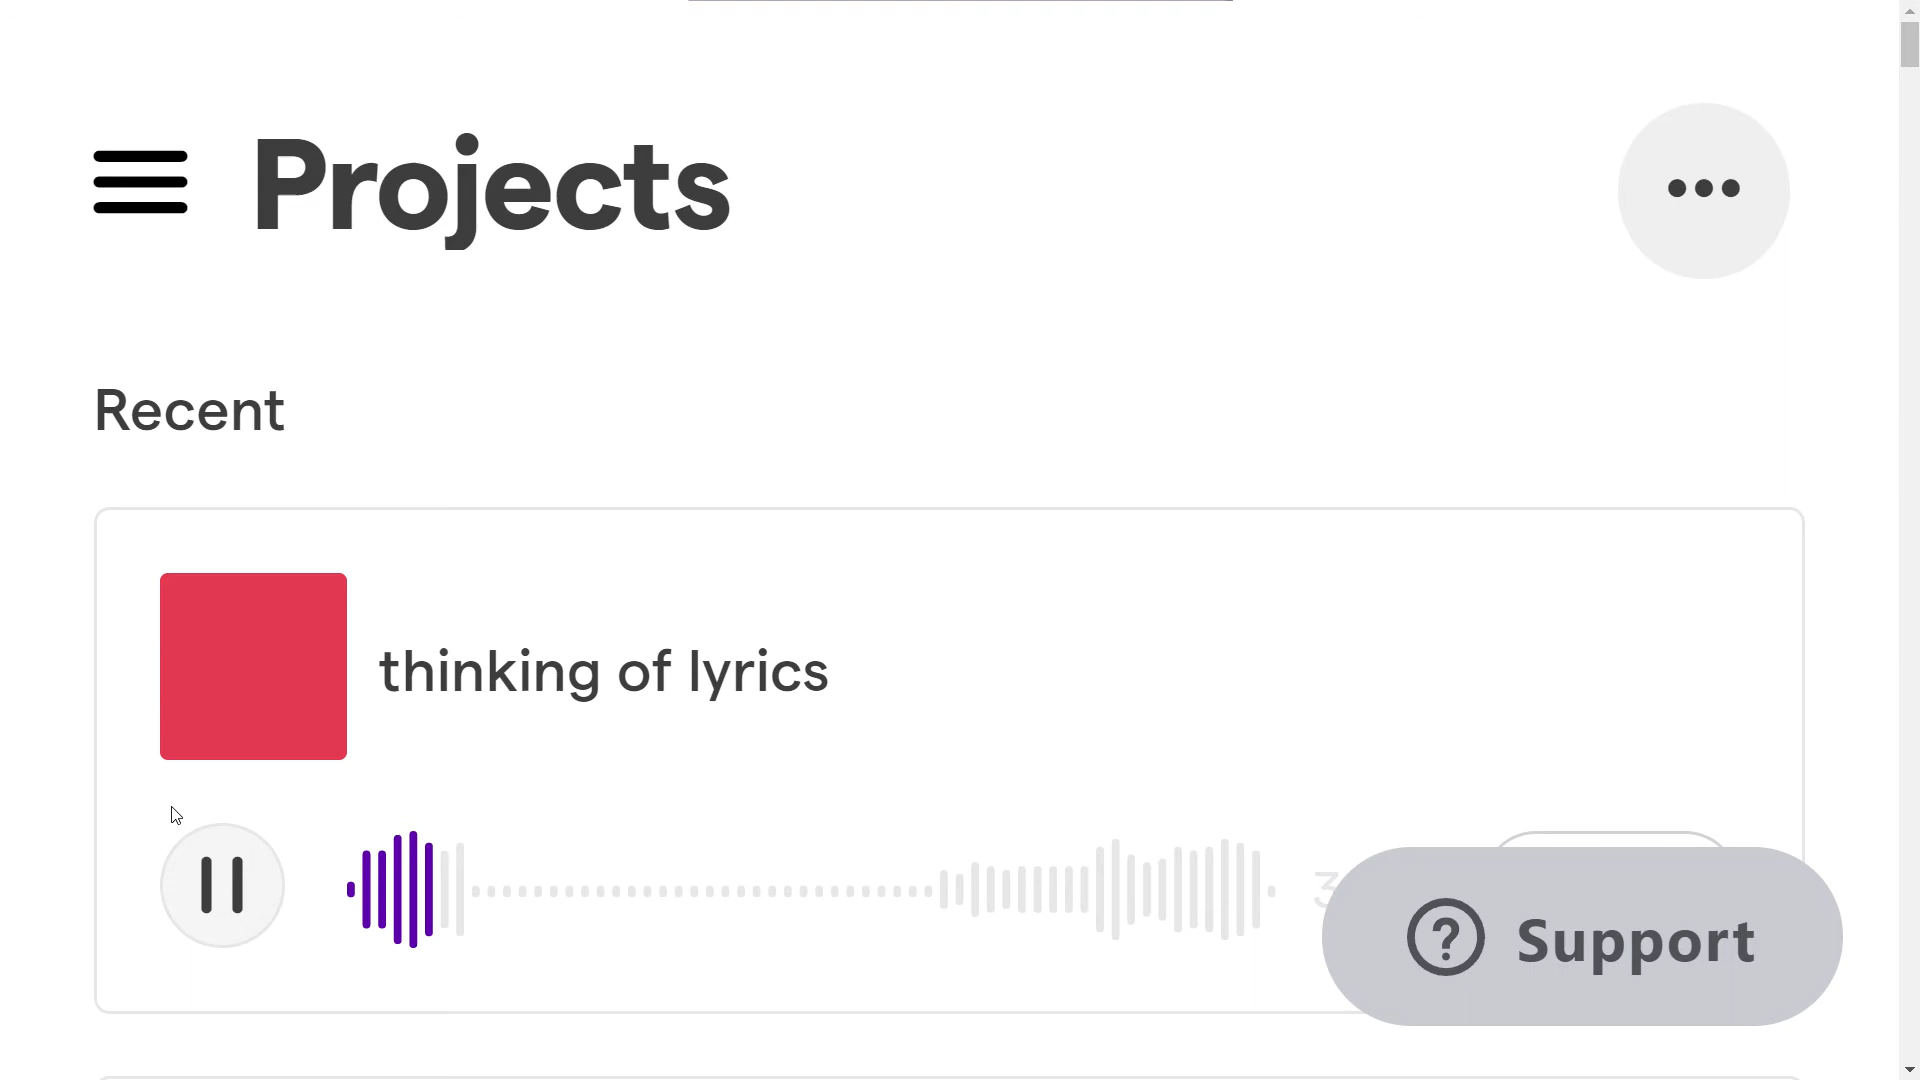 Projects
Recent
thinking of lyrics
Support